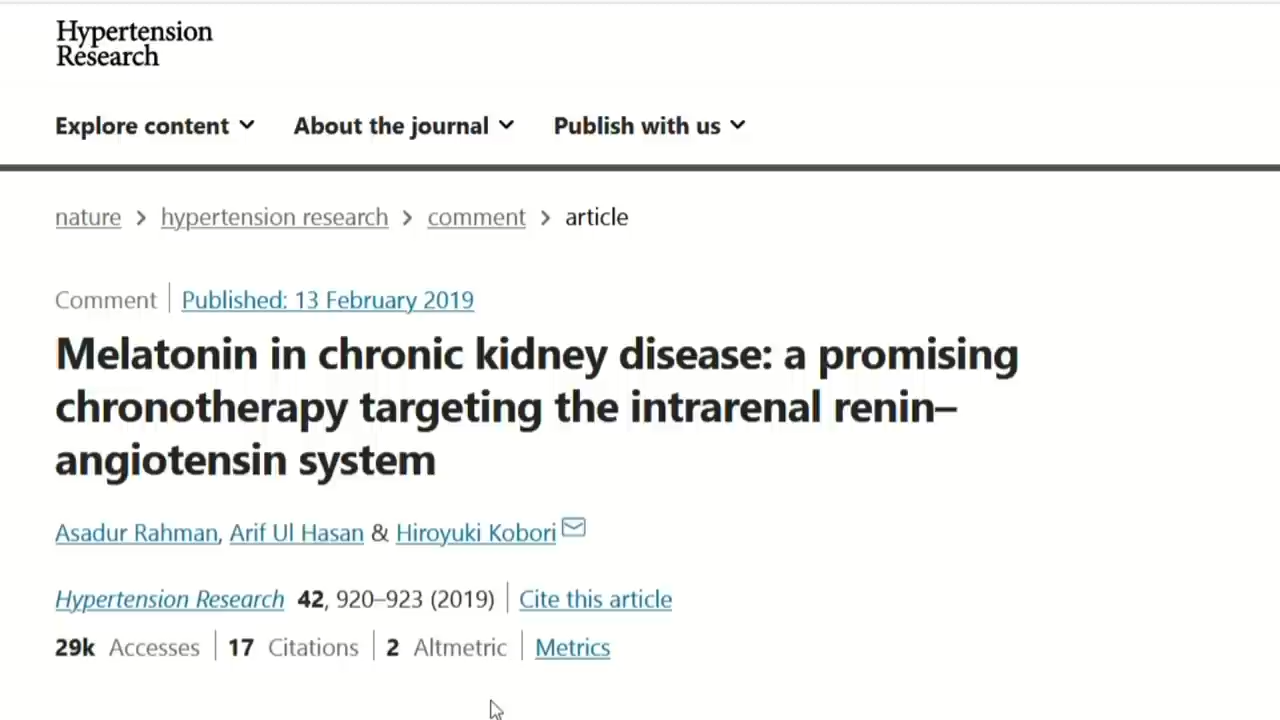 Hypertension
Research
Explore content About the journal Publish with us
nature > hypertension research > comment > article
Comment | Published: 13 February 2019
Melatonin in chronic kidney disease: a promising
chronotherapy targeting the intrarenal renin–
angiotensin system
Asadur Rahman, Arif Ul Hasan & Hiroyuki Kobori
Hypertension Research 42, 920–923 (2019) | Cite this article
29k Accesses | 17 Citations | 2 Altmetric | Metrics